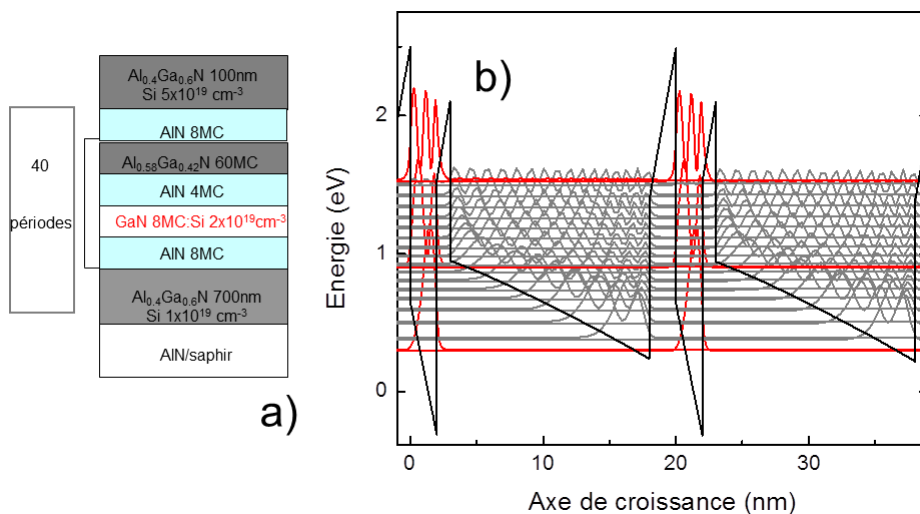 Al0.4Ga0.6N 100nm
Si 5x10¹⁹ cm⁻³
AlN 8MC
Al0.58Ga0.42N 60MC
AlN 4MC
GaN 8MC:Si 2x10¹⁹cm⁻³
AlN 8MC
Al0.4Ga0.6N 700nm
Si 1x10¹⁹ cm⁻³
AlN/saphir
40
périodes
a)
b)
Energie (eV)
2
1
0
0
10
20
30
Axe de croissance (nm)